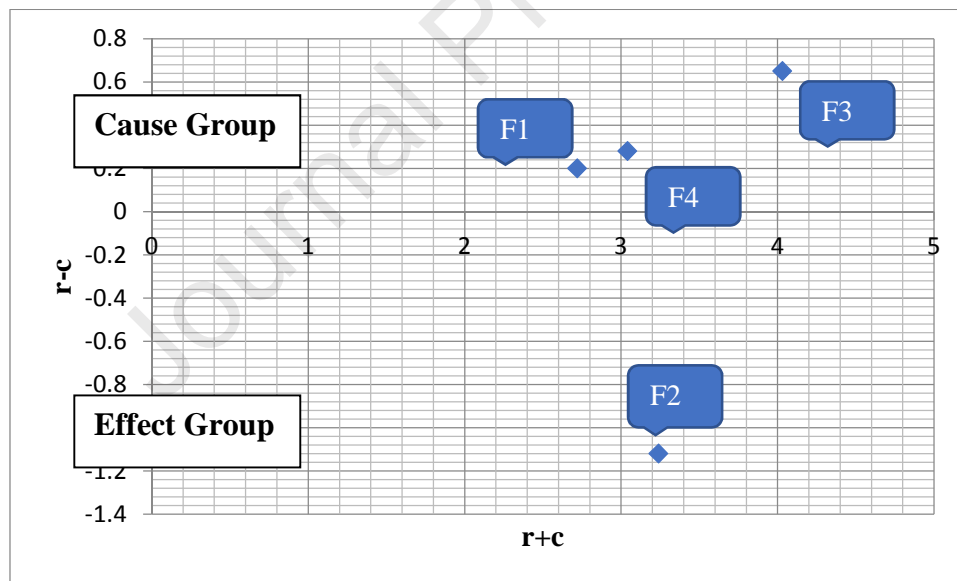 Journal Pr
0.8
0.6
Cause Group
F1
F3
0.2
F4
0
0 1 2 3 4 5
-0.2
r-c
-0.4
-0.6
-0.8
F2
Effect Group
-1.2
-1.4
r+c